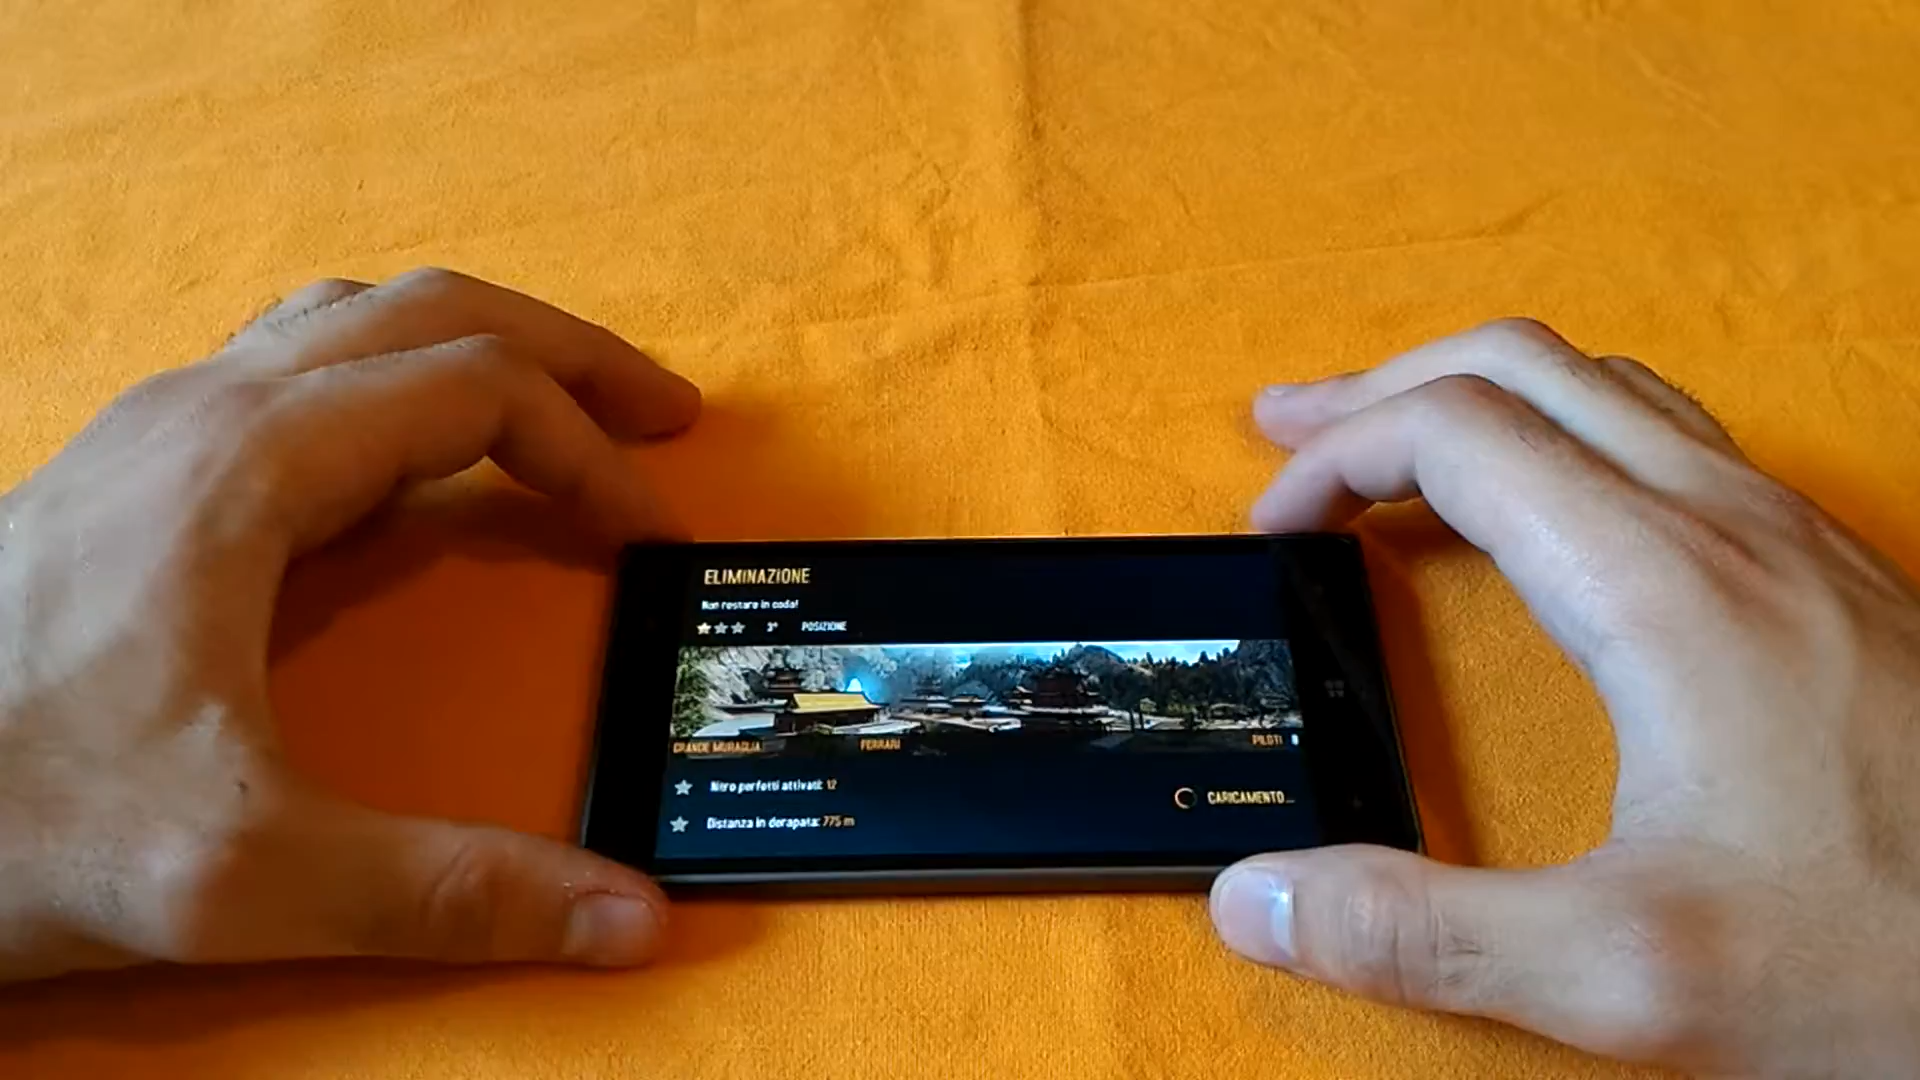 ELIMINAZIONE
Non restare in coda!
3° POSIZIONE
GRANDE MURAGLIA FERRARI PILOTI 8
Nitro perfetti attivati: 12
CARICAMENTO...
Distanza in derapata: 775 m